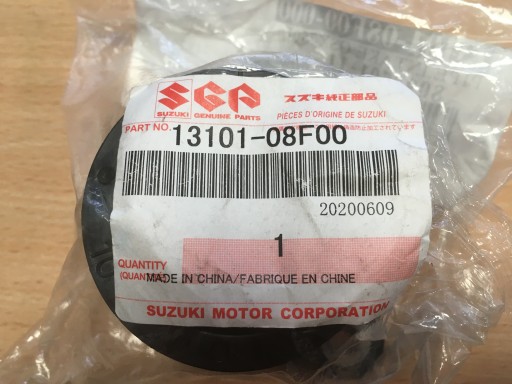 SGP スズキ純正部品
SUZUKI GENUINE PARTS
PIÈCES D'ORIGINE DE SUZUKI
PART NO. 13101-08F00
20200609
1
QUANTITY
(QUANTITÉ)
MADE IN CHINA/FABRIQUE EN CHINE
SUZUKI MOTOR CORPORATION